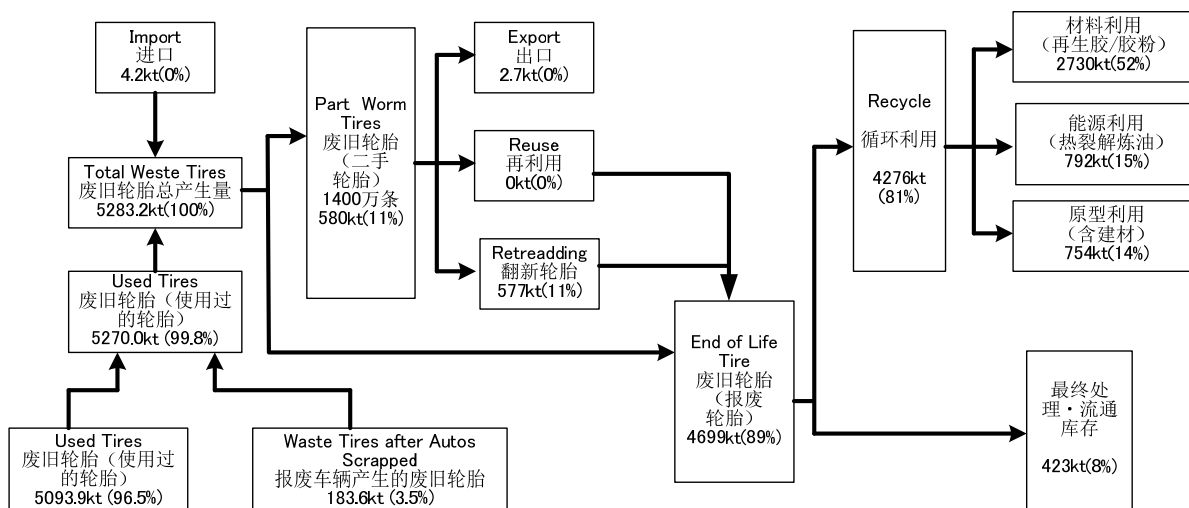 Import
进口
4.2kt(0%)
Total Weste Tires
废旧轮胎总产生量
5283.2kt(100%)
Used Tires
废旧轮胎（使用过
的轮胎）
5270.0kt (99.8%)
Used Tires
废旧轮胎（使用过
的轮胎）
5093.9kt (96.5%)
Waste Tires after Autos
Scrapped
报废车辆产生的废旧轮胎
183.6kt (3.5%)
Part Worm
Tires
废旧轮胎
（二手
轮胎）
1400万条
580kt(11%)
Export
出口
2.7kt(0%)
Reuse
再利用
0kt(0%)
Retreadding
翻新轮胎
577kt(11%)
End of Life
Tire
废旧轮胎
（报废
轮胎）
4699kt(89%)
Recycle
循环利用
4276kt
(81%)
材料利用
（再生胶/胶粉）
2730kt(52%)
能源利用
（热裂解炼油）
792kt(15%)
原型利用
（含建材）
754kt(14%)
最终处
理・流通
库存
423kt(8%)